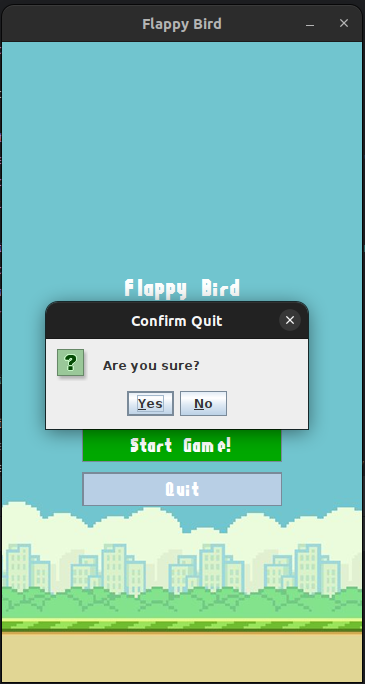 Flappy Bird
Flappy Bird
Confirm Quit
?
Are you sure?
Yes No
Start Game!
Quit